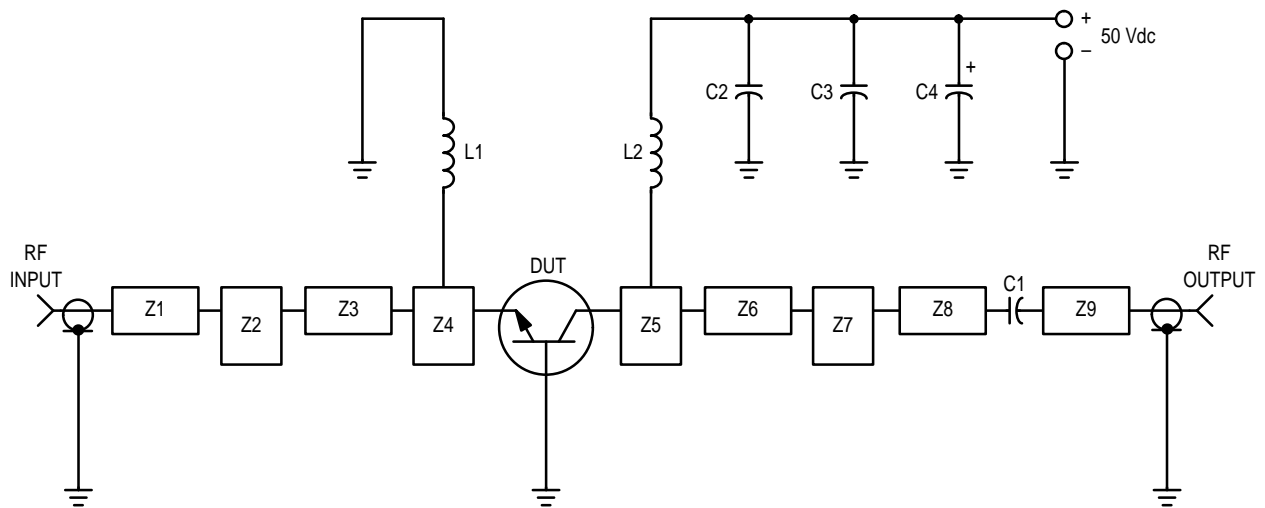 +
50 Vdc
–
+
C2
C3
C4
L1
L2
RF
INPUT
DUT
RF
OUTPUT
C1
Z1
Z2
Z3
Z4
Z5
Z6
Z7
Z8
Z9